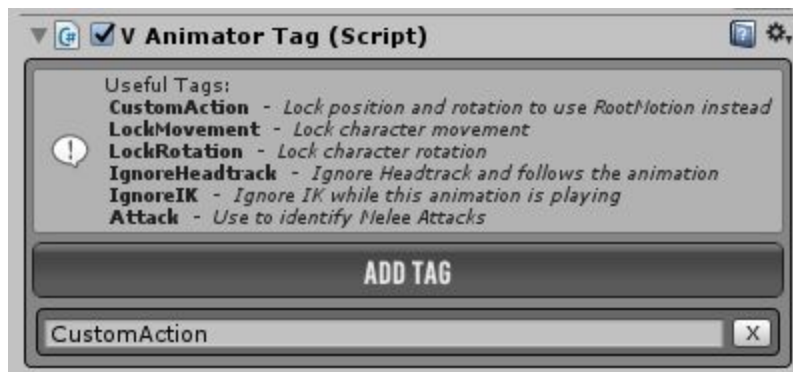 V Animator Tag (Script)
Useful Tags:
CustomAction - Lock position and rotation to use RootMotion instead
LockMovement - Lock character movement
LockRotation - Lock character rotation
IgnoreHeadtrack - Ignore Headtrack and follows the animation
IgnoreIK - Ignore IK while this animation is playing
Attack - Use to identify Melee Attacks
ADD TAG
CustomAction X